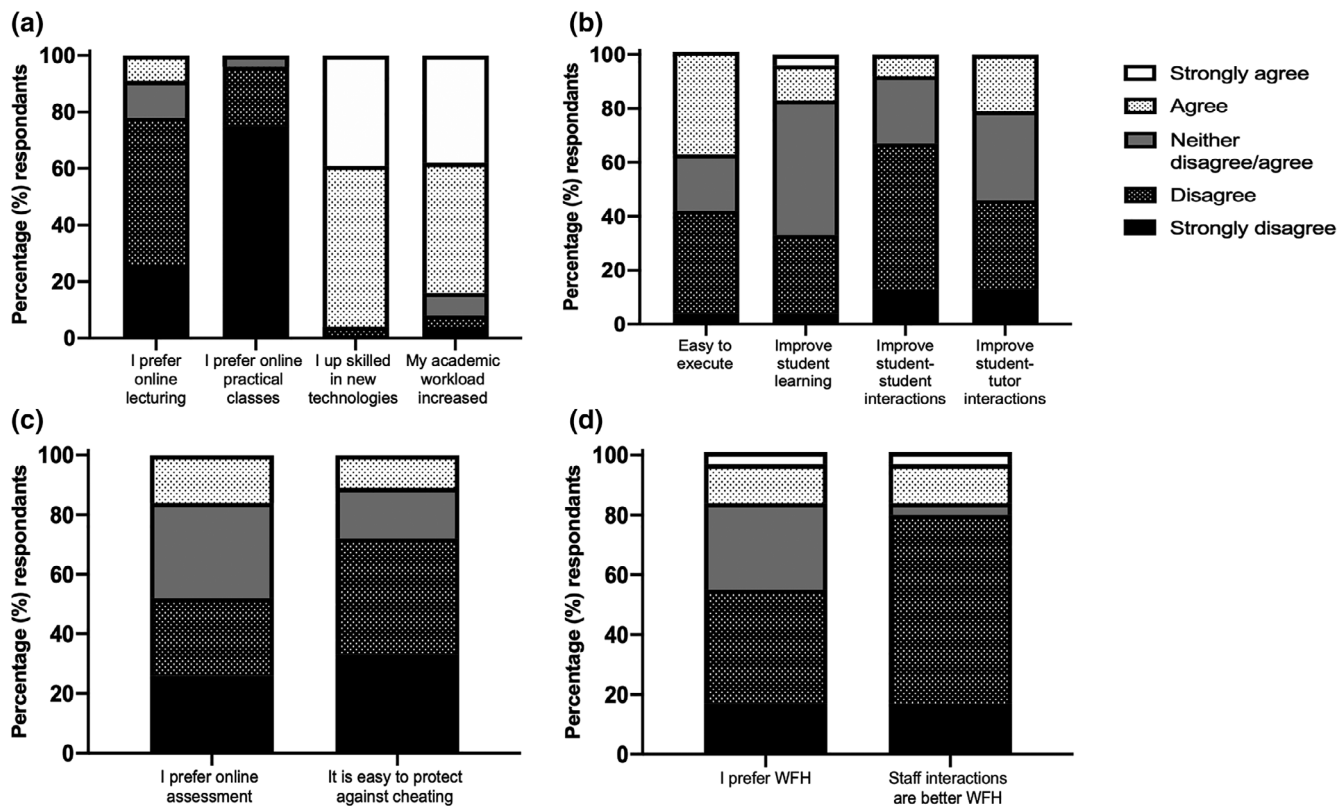 (a)
Percentage (%) respondants
100
80
60
40
20
0
I prefer
online
lecturing
I prefer online
practical
classes
I up skilled
in new
technologies
My academic
workload
increased
(b)
Percentage (%) respondants
100
80
60
40
20
0
Easy to
execute
Improve
student
learning
Improve
student-
student
interactions
Improve
student-
tutor
interactions
Strongly agree
Agree
Neither
disagree/agree
Disagree
Strongly disagree
(c)
Percentage (%) respondants
100
80
60
40
20
0
I prefer online
assessment
It is easy to protect
against cheating
(d)
Percentage (%) respondants
100
80
60
40
20
0
I prefer WFH
Staff interactions
are better WFH